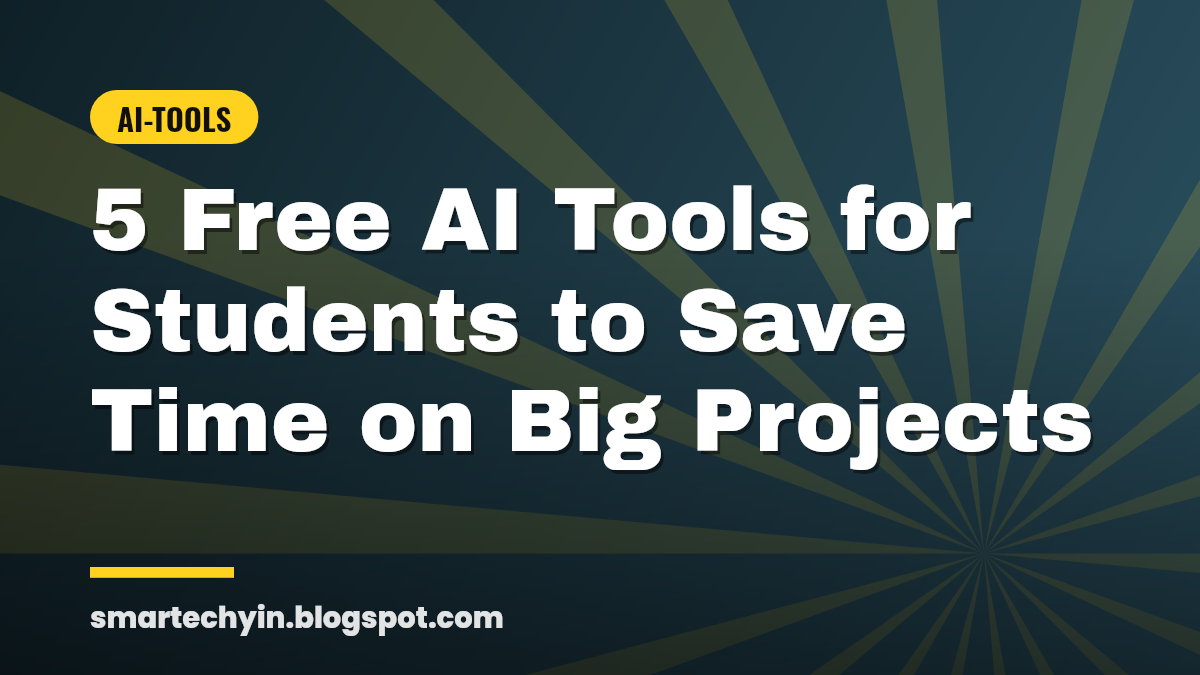 AI-TOOLS
5 Free AI Tools for
Students to Save
Time on Big Projects
smartechyin.blogspot.com